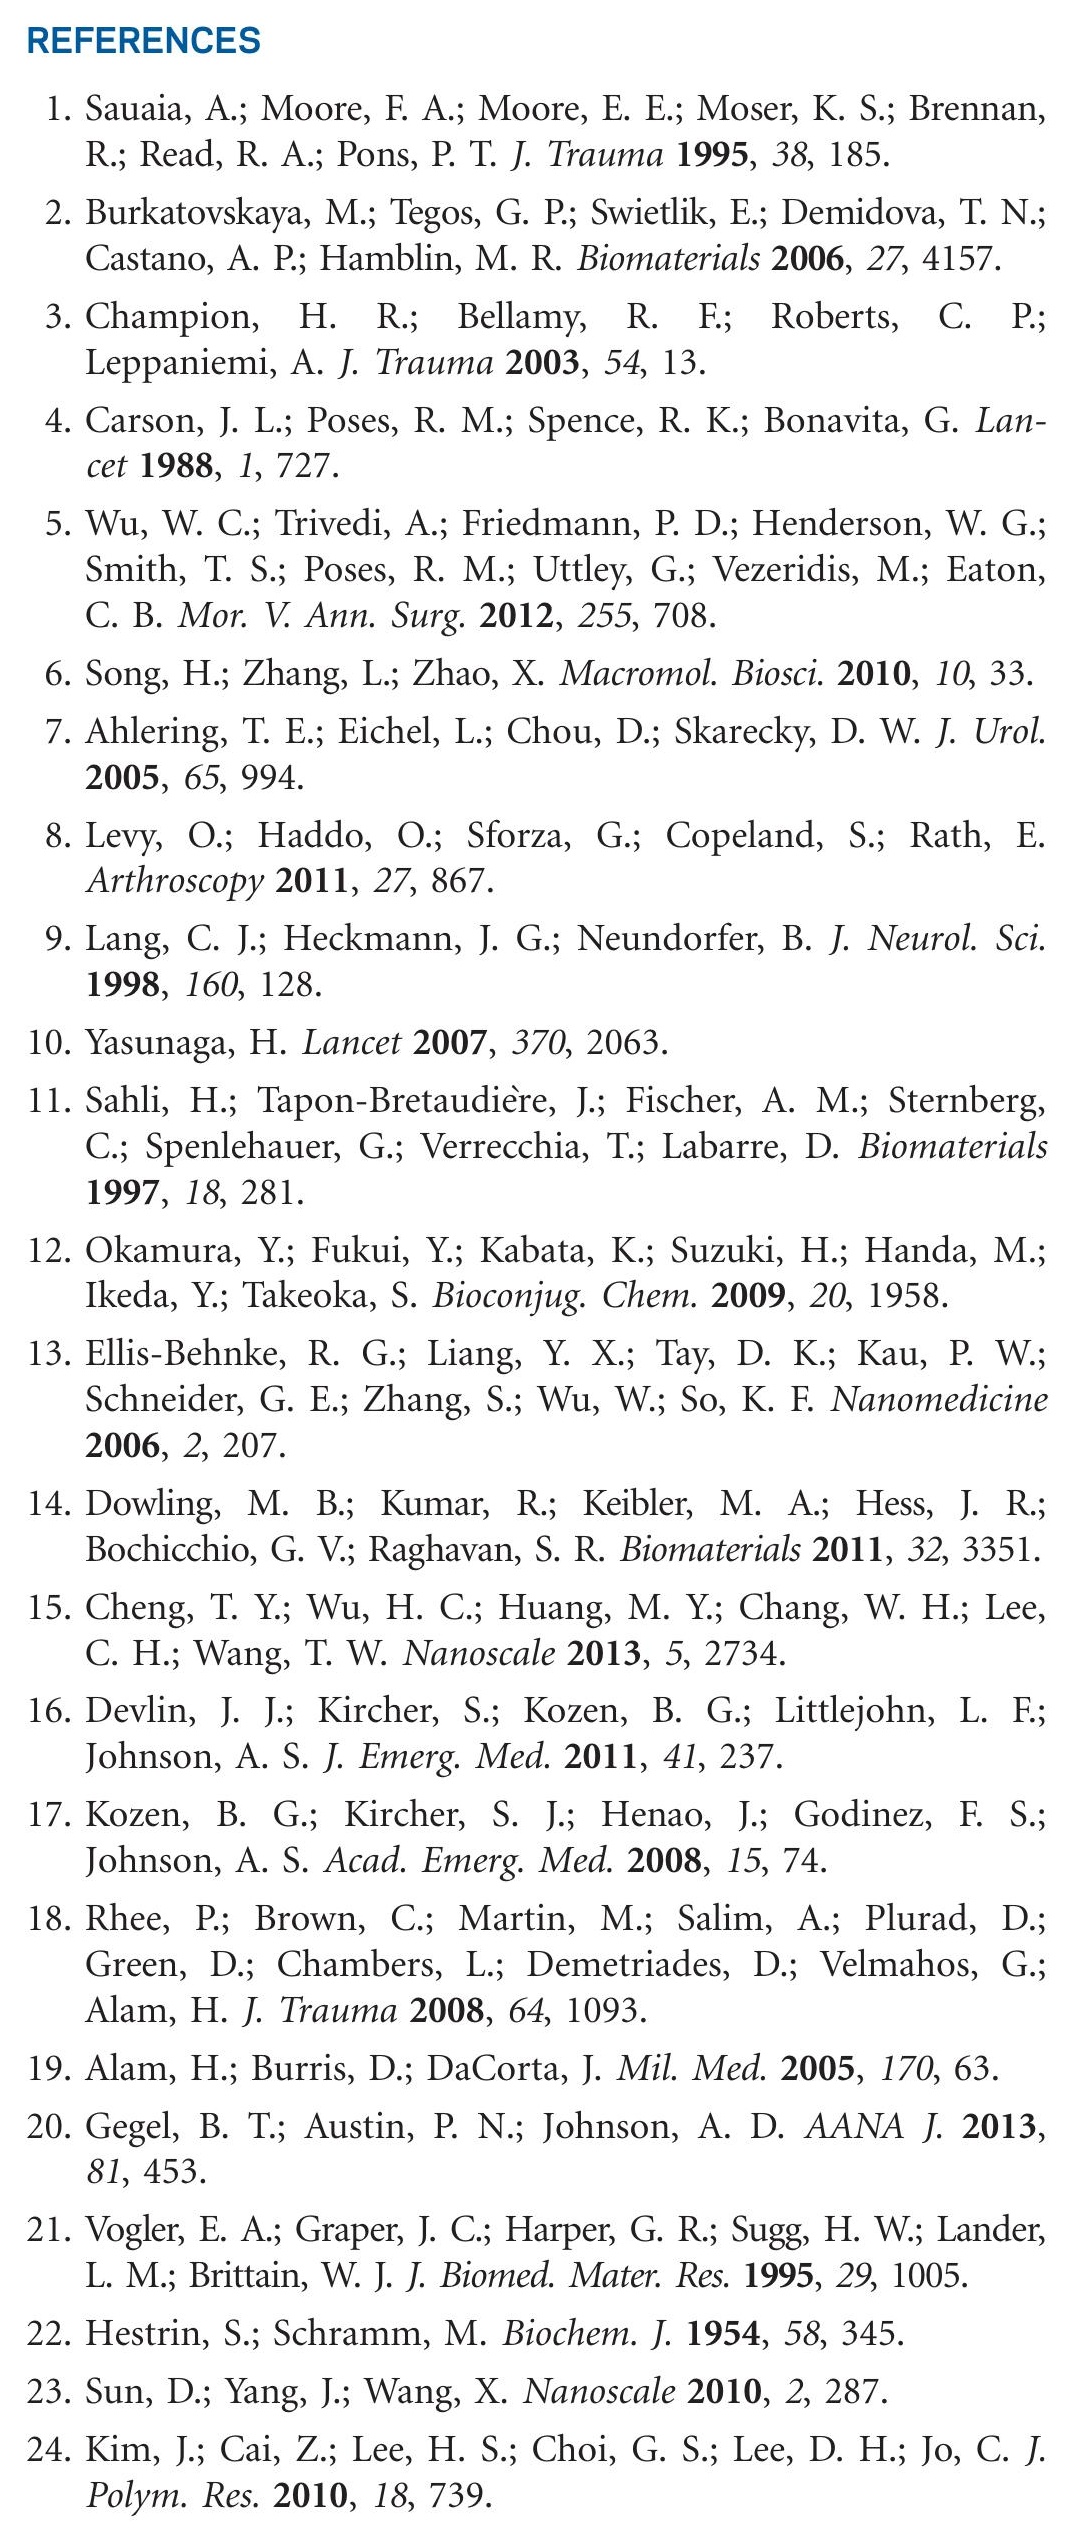 REFERENCES
1. Sauaia, A.; Moore, F. A.; Moore, E. E.; Moser, K. S.; Brennan,
R.; Read, R. A.; Pons, P. T. J. Trauma 1995, 38, 185.
2. Burkatovskaya, M.; Tegos, G. P.; Swietlik, E.; Demidova, T. N.;
Castano, A. P.; Hamblin, M. R. Biomaterials 2006, 27, 4157.
3. Champion, H. R.; Bellamy, R. F.; Roberts, C. P.;
Leppaniemi, A. J. Trauma 2003, 54, 13.
4. Carson, J. L.; Poses, R. M.; Spence, R. K.; Bonavita, G. Lan-
cet 1988, 1, 727.
5. Wu, W. C.; Trivedi, A.; Friedmann, P. D.; Henderson, W. G.;
Smith, T. S.; Poses, R. M.; Uttley, G.; Vezeridis, M.; Eaton,
C. B. Mor. V. Ann. Surg. 2012, 255, 708.
6. Song, H.; Zhang, L.; Zhao, X. Macromol. Biosci. 2010, 10, 33.
7. Ahlering, T. E.; Eichel, L.; Chou, D.; Skarecky, D. W. J. Urol.
2005, 65, 994.
8. Levy, O.; Haddo, O.; Sforza, G.; Copeland, S.; Rath, E.
Arthroscopy 2011, 27, 867.
9. Lang, C. J.; Heckmann, J. G.; Neundorfer, B. J. Neurol. Sci.
1998, 160, 128.
10. Yasunaga, H. Lancet 2007, 370, 2063.
11. Sahli, H.; Tapon-Bretaudière, J.; Fischer, A. M.; Sternberg,
C.; Spenlehauer, G.; Verrecchia, T.; Labarre, D. Biomaterials
1997, 18, 281.
12. Okamura, Y.; Fukui, Y.; Kabata, K.; Suzuki, H.; Handa, M.;
Ikeda, Y.; Takeoka, S. Bioconjug. Chem. 2009, 20, 1958.
13. Ellis-Behnke, R. G.; Liang, Y. X.; Tay, D. K.; Kau, P. W.;
Schneider, G. E.; Zhang, S.; Wu, W.; So, K. F. Nanomedicine
2006, 2, 207.
14. Dowling, M. B.; Kumar, R.; Keibler, M. A.; Hess, J. R.;
Bochicchio, G. V.; Raghavan, S. R. Biomaterials 2011, 32, 3351.
15. Cheng, T. Y.; Wu, H. C.; Huang, M. Y.; Chang, W. H.; Lee,
C. H.; Wang, T. W. Nanoscale 2013, 5, 2734.
16. Devlin, J. J.; Kircher, S.; Kozen, B. G.; Littlejohn, L. F.;
Johnson, A. S. J. Emerg. Med. 2011, 41, 237.
17. Kozen, B. G.; Kircher, S. J.; Henao, J.; Godinez, F. S.;
Johnson, A. S. Acad. Emerg. Med. 2008, 15, 74.
18. Rhee, P.; Brown, C.; Martin, M.; Salim, A.; Plurad, D.;
Green, D.; Chambers, L.; Demetriades, D.; Velmahos, G.;
Alam, H. J. Trauma 2008, 64, 1093.
19. Alam, H.; Burris, D.; DaCorta, J. Mil. Med. 2005, 170, 63.
20. Gegel, B. T.; Austin, P. N.; Johnson, A. D. AANA J. 2013,
81, 453.
21. Vogler, E. A.; Graper, J. C.; Harper, G. R.; Sugg, H. W.; Lander,
L. M.; Brittain, W. J. J. Biomed. Mater. Res. 1995, 29, 1005.
22. Hestrin, S.; Schramm, M. Biochem. J. 1954, 58, 345.
23. Sun, D.; Yang, J.; Wang, X. Nanoscale 2010, 2, 287.
24. Kim, J.; Cai, Z.; Lee, H. S.; Choi, G. S.; Lee, D. H.; Jo, C. J.
Polym. Res. 2010, 18, 739.